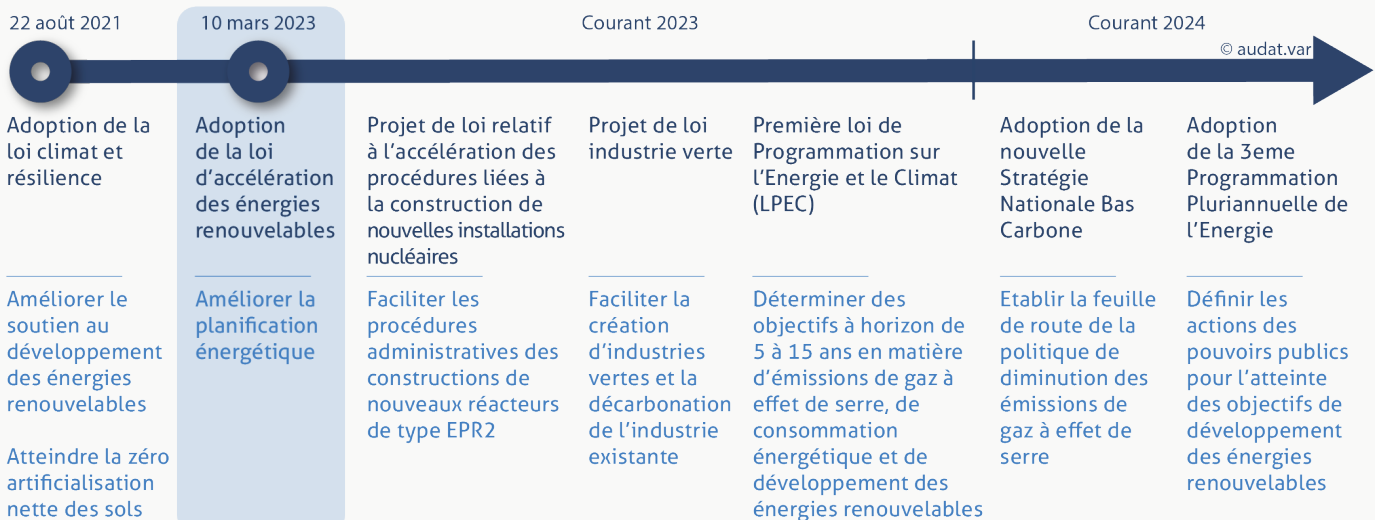 22 août 2021
10 mars 2023
Courant 2023
Courant 2024
© audat.var
Adoption de la
loi climat et
résilience
Améliorer le
soutien au
développement
des énergies
renouvelables
Atteindre la zéro
artificialisation
nette des sols
Adoption
de la loi
d'accélération
des énergies
renouvelables
Améliorer la
planification
énergétique
Projet de loi relatif
à l'accélération des
procédures liées à
la construction de
nouvelles installations
nucléaires
Faciliter les
procédures
administratives des
constructions de
nouveaux réacteurs
de type EPR2
Projet de loi
industrie verte
Faciliter la
création
d'industries
vertes et la
décarbonation
de l'industrie
existante
Première loi de
Programmation sur
l'Energie et le Climat
(LPEC)
Déterminer des
objectifs à horizon de
5 à 15 ans en matière
d'émissions de gaz à
effet de serre, de
consommation
énergétique et de
développement des
énergies renouvelables
Adoption de la
nouvelle
Stratégie
Nationale Bas
Carbone
Etablir la feuille
de route de la
politique de
diminution des
émissions de
gaz à effet de
serre
Adoption
de la 3eme
Programmation
Pluriannuelle de
l'Energie
Définir les
actions des
pouvoirs publics
pour l'atteinte
des objectifs de
développement
des énergies
renouvelables